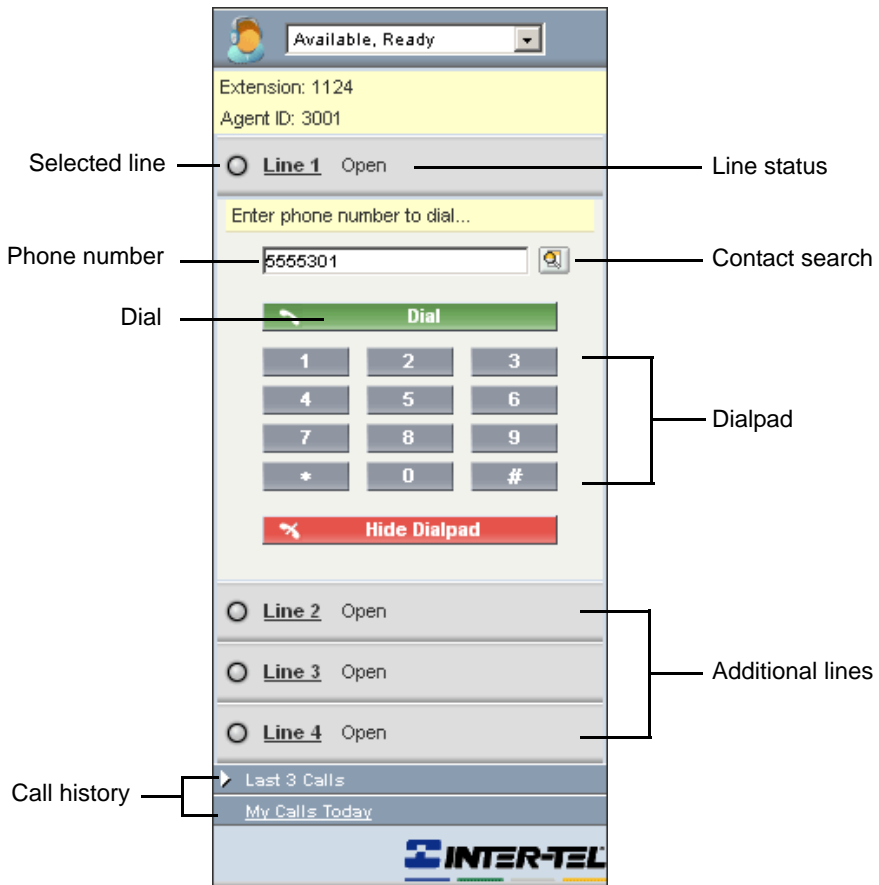 Available, Ready
Extension: 1124
Agent ID: 3001
Selected line
Line 1 Open
Line status
Enter phone number to dial...
Phone number
5555301
Contact search
Dial
Dial
1 2 3
4 5 6
7 8 9
* 0 #
Dialpad
Hide Dialpad
Line 2 Open
Line 3 Open
Additional lines
Line 4 Open
Call history
Last 3 Calls
My Calls Today
INTER-TEL